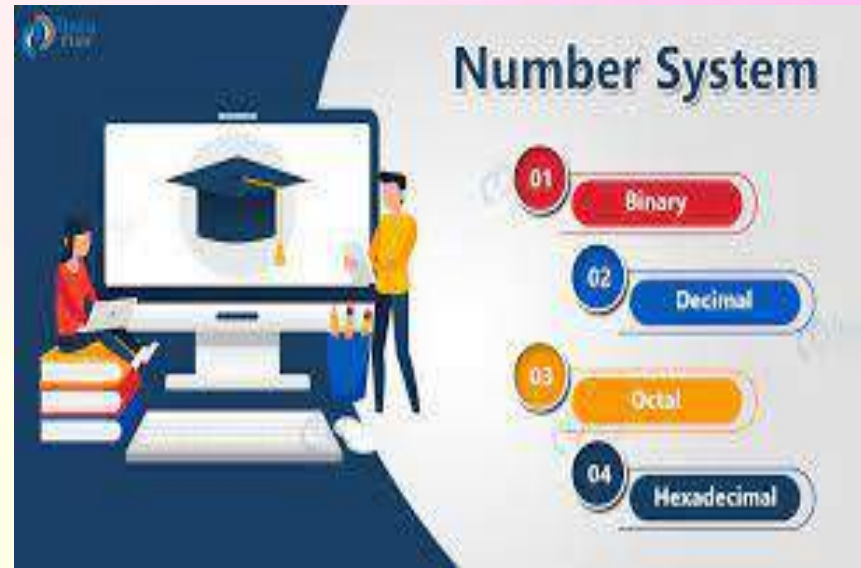 Number System
01
Binary
02
Decimal
03
Octal
04
Hexadecimal